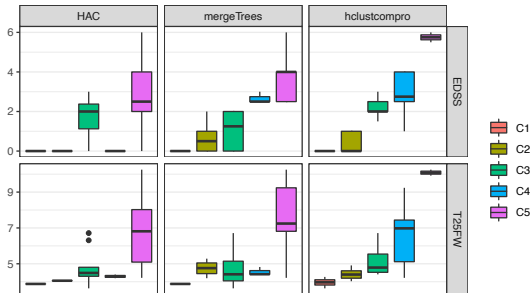 HAC mergeTrees hclustcompro
6
4
2
0
EDSS
9
7
5
T25FW
C1
C2
C3
C4
C5